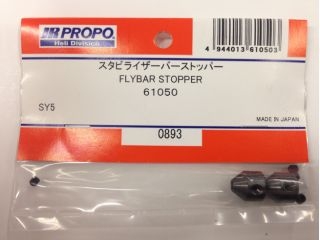 JR PROPO
Heli Division
4 944013 610503
スタビライザーバーストッパー
FLYBAR STOPPER
61050
SY5
MADE IN JAPAN
0893